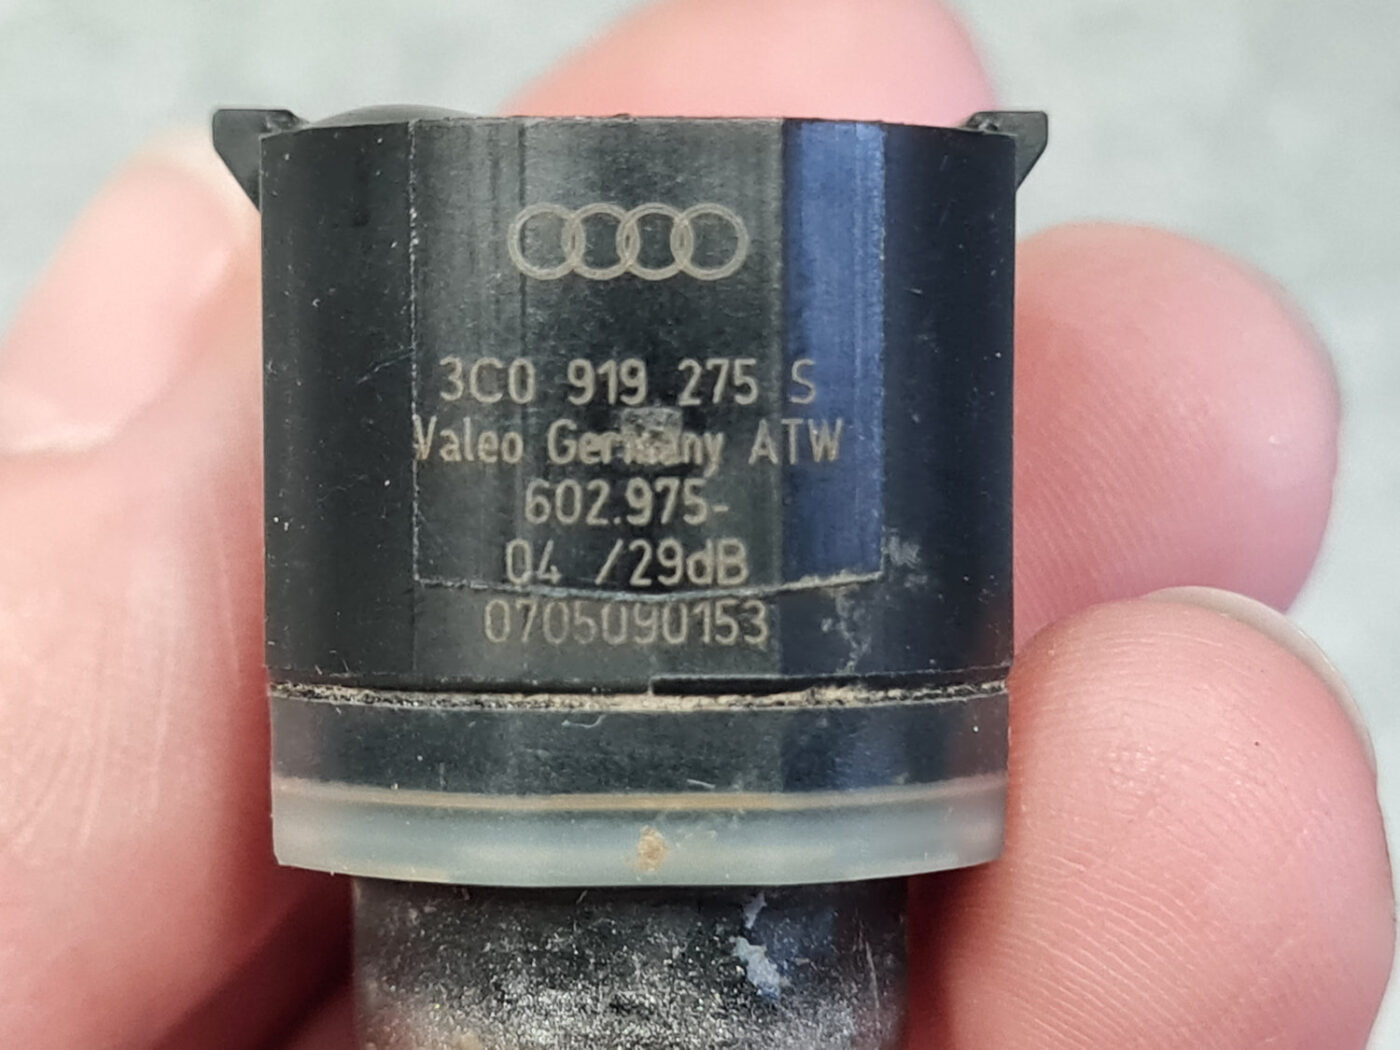 3C0 919 275 S
Valeo Germany ATW
602.975-
04 /29dB
0705090153